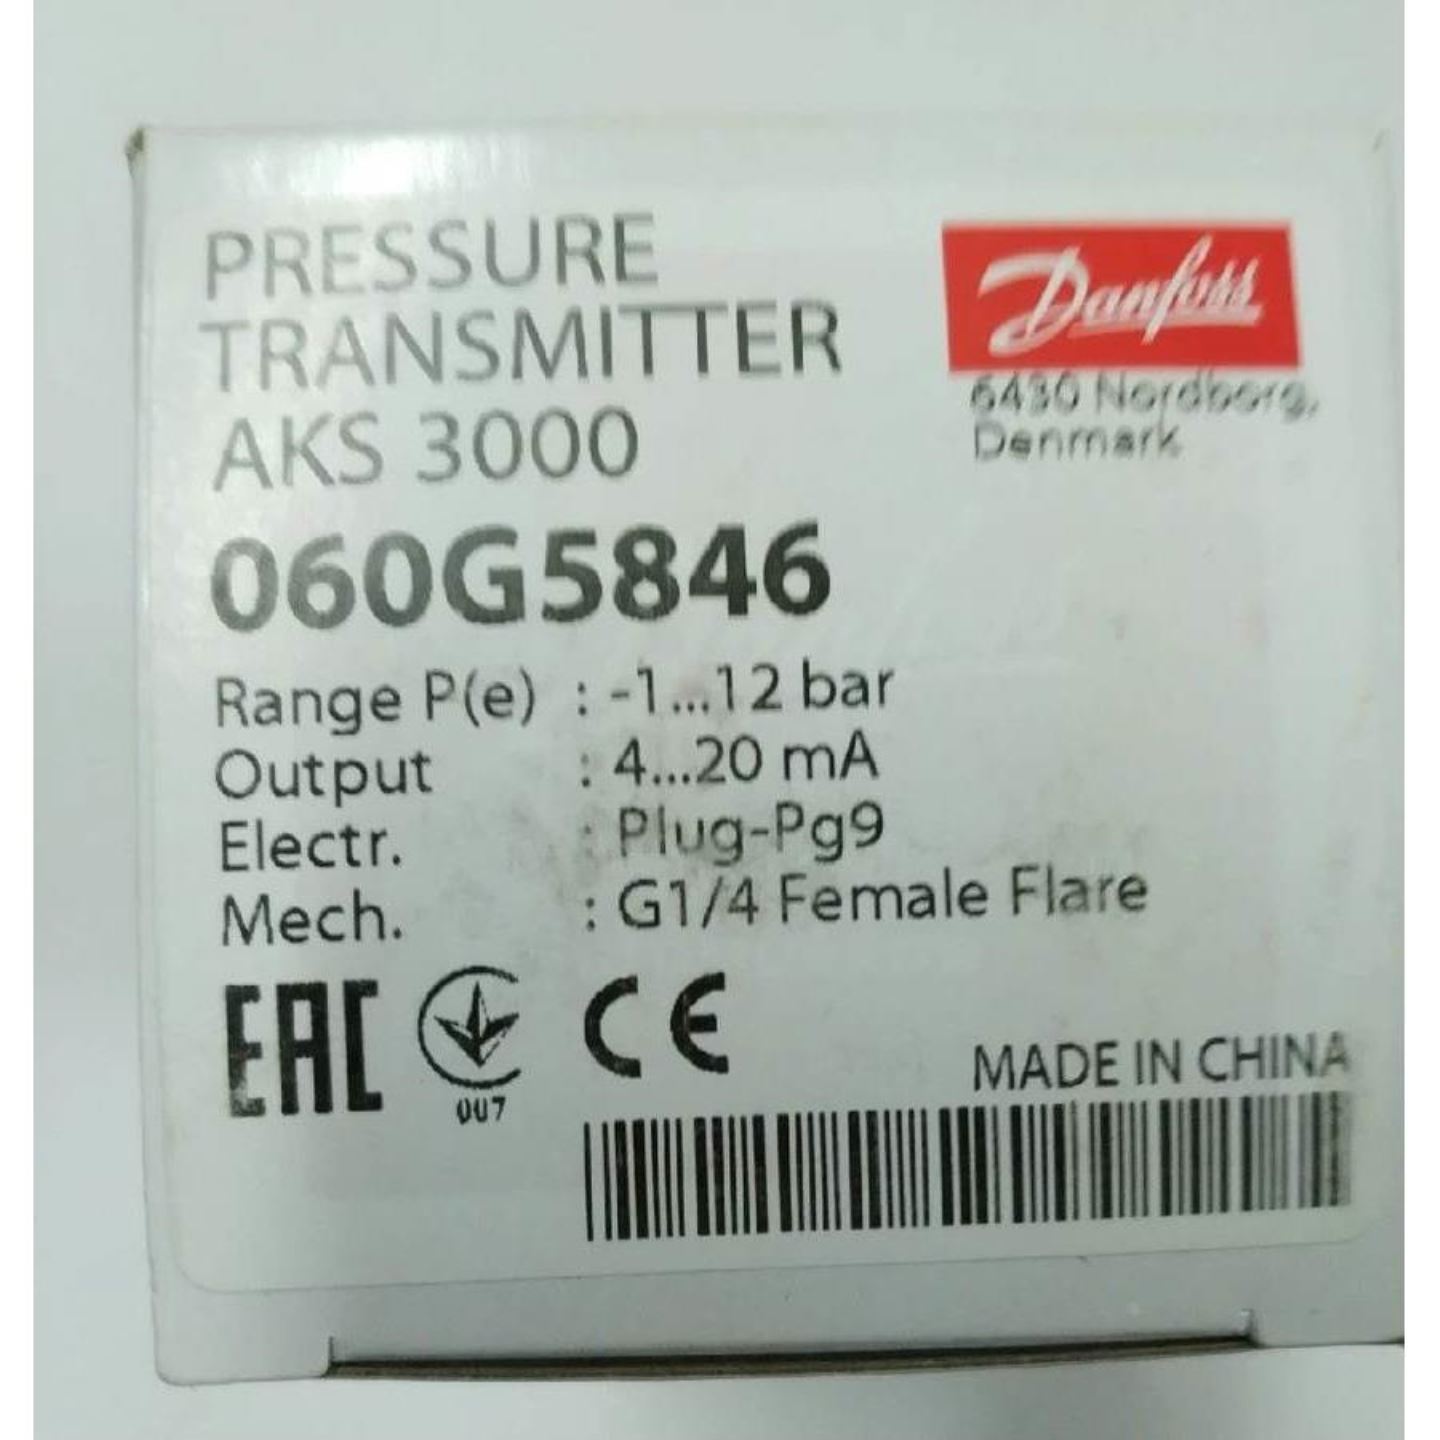 PRESSURE
TRANSMITTER
AKS 3000
Danfoss
6430 Nordborg,
Denmark
060G5846
Range P(e) : -1...12 bar
Output : 4...20 mA
Electr. : Plug-Pg9
Mech. : G1/4 Female Flare
EAC
007
CE
MADE IN CHINA